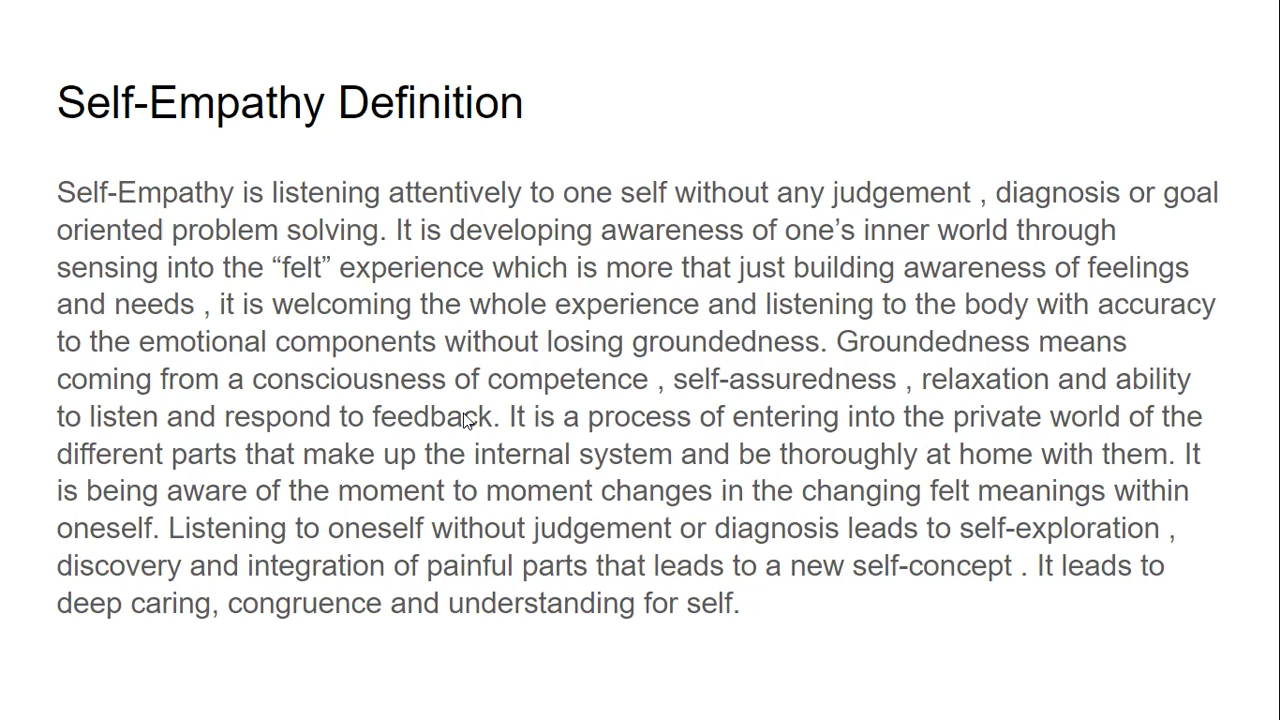 Self-Empathy Definition
Self-Empathy is listening attentively to one self without any judgement , diagnosis or goal
oriented problem solving. It is developing awareness of one’s inner world through
sensing into the “felt” experience which is more that just building awareness of feelings
and needs , it is welcoming the whole experience and listening to the body with accuracy
to the emotional components without losing groundedness. Groundedness means
coming from a consciousness of competence , self-assuredness , relaxation and ability
to listen and respond to feedback. It is a process of entering into the private world of the
different parts that make up the internal system and be thoroughly at home with them. It
is being aware of the moment to moment changes in the changing felt meanings within
oneself. Listening to oneself without judgement or diagnosis leads to self-exploration ,
discovery and integration of painful parts that leads to a new self-concept . It leads to
deep caring, congruence and understanding for self.